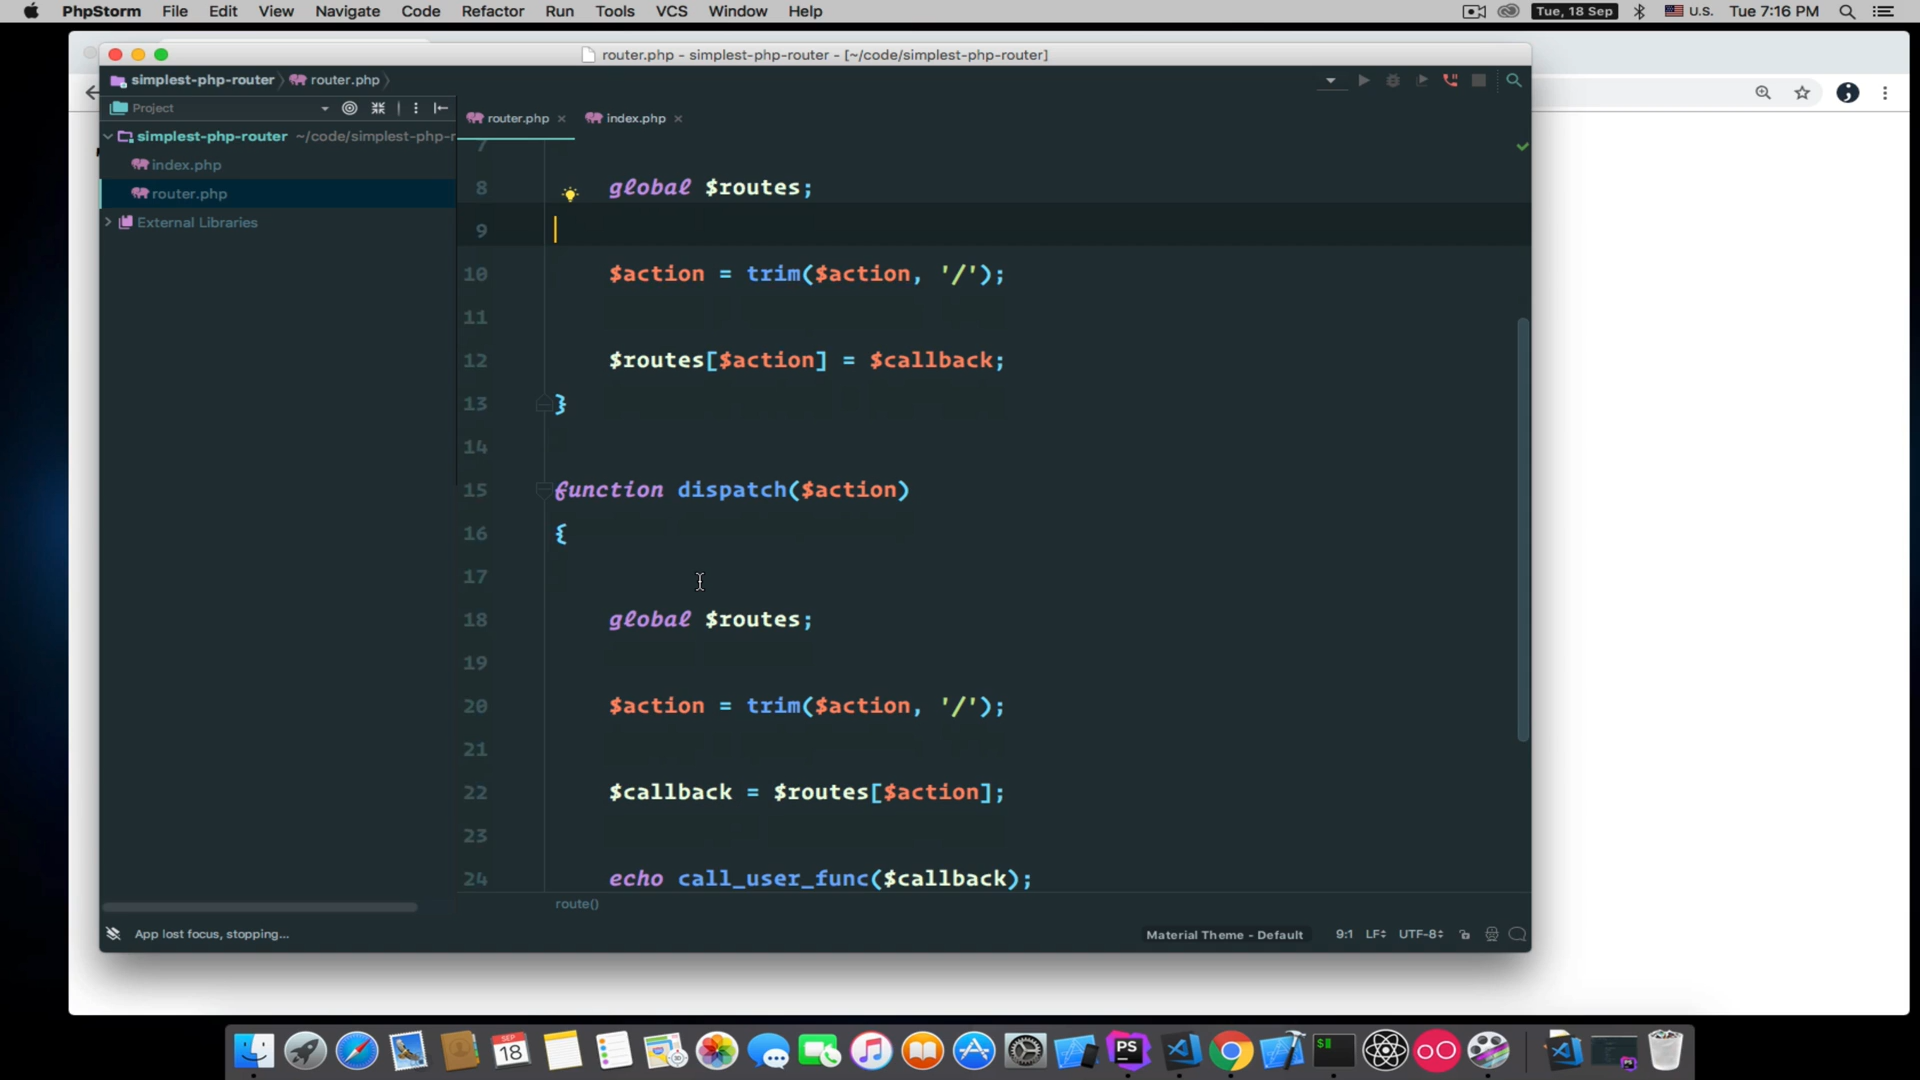 PhpStorm File Edit View Navigate Code Refactor Run Tools VCS Window Help Tue, 18 Sep U.S. Tue 7:16 PM
router.php - simplest-php-router - [~/code/simplest-php-router]
simplest-php-router router.php
Project
router.php index.php
simplest-php-router ~/code/simplest-php-r
index.php
router.php
External Libraries
7
8 global $routes;
9
10 $action = trim($action, '/');
11
12 $routes[$action] = $callback;
13 }
14
15 function dispatch($action)
16 {
17
18 global $routes;
19
20 $action = trim($action, '/');
21
22 $callback = $routes[$action];
23
24 echo call_user_func($callback);
route()
App lost focus, stopping... Material Theme - Default 9:1 LF UTF-8
SEP
18
PS
$